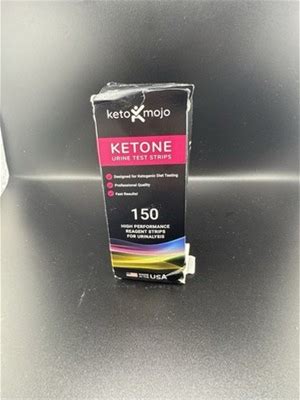 keto mojo
KETONE
URINE TEST STRIPS
Designed for Ketogenic Diet Testing
Professional Quality
Fast Results!
150
HIGH PERFORMANCE
REAGENT STRIPS
FOR URINALYSIS
USA